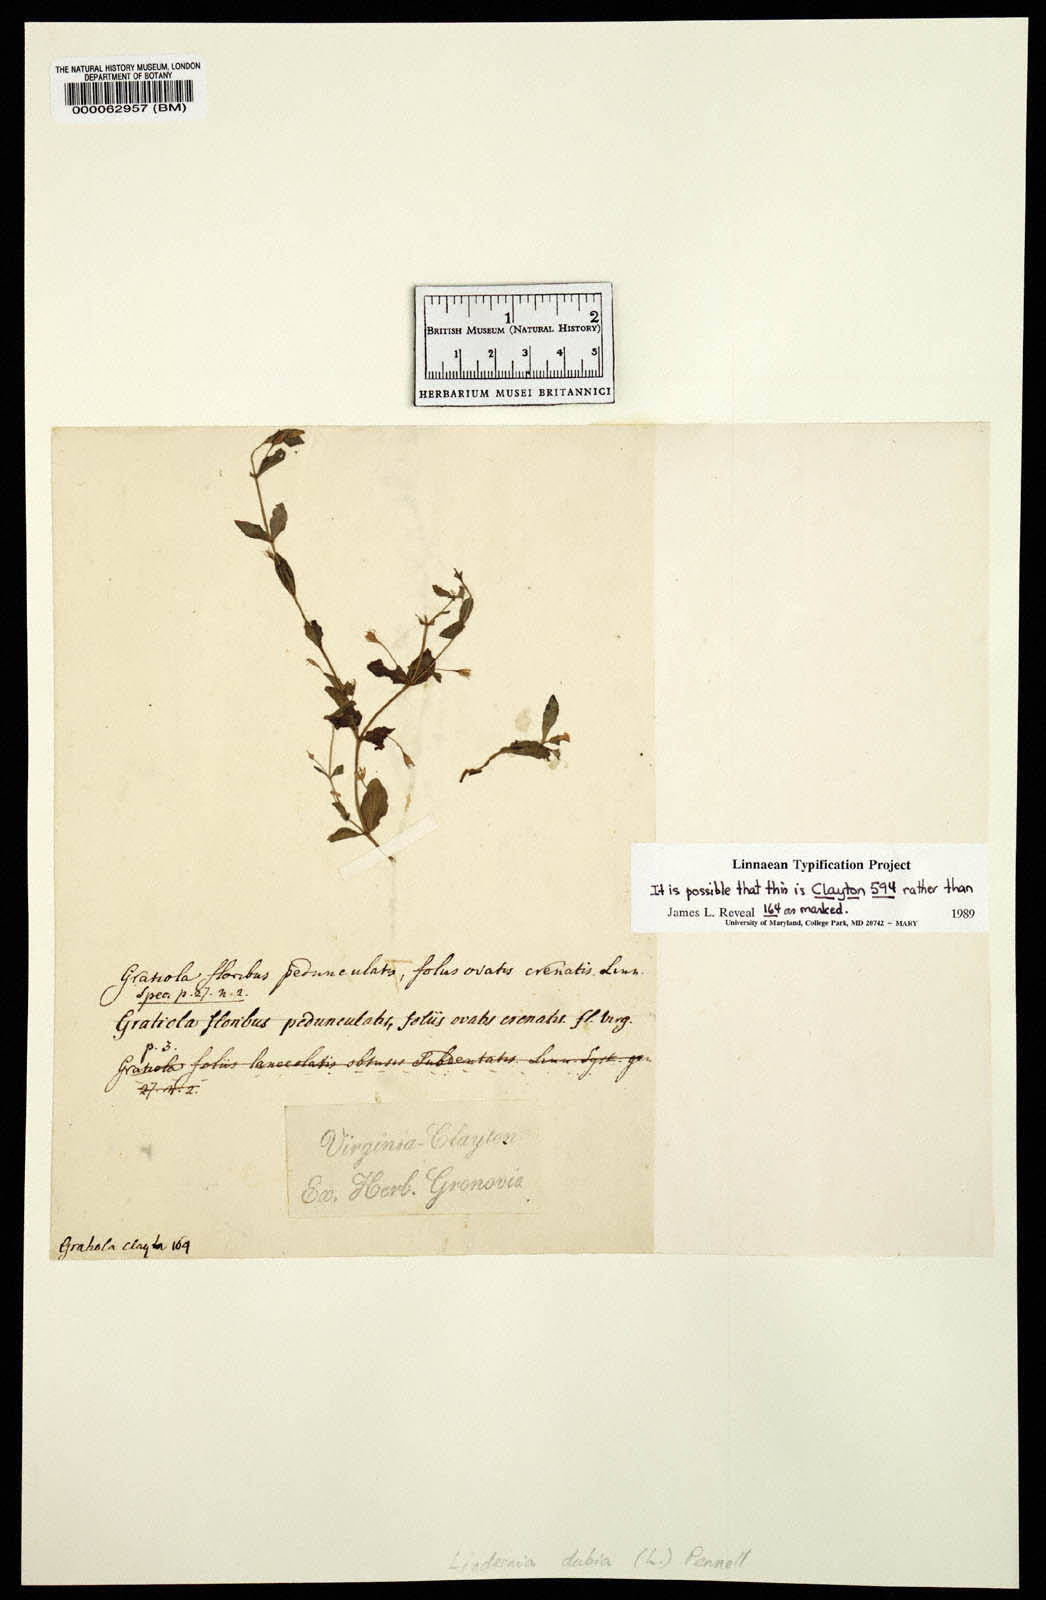 THE NATURAL HISTORY MUSEUM, LONDON
DEPARTMENT OF BOTANY
000062957 (BM)
1 2
BRITISH MUSEUM (NATURAL HISTORY)
1 2 3 4 5
HERBARIUM MUSEI BRITANNICI
Linnaean Typification Project
It is possible that this is Clayton 594 rather than
James L. Reveal 164 as marked. 1989
University of Maryland, College Park, MD 20742 – MARY
Gratiola floribus pedunculatis, foliis ovatis crenatis. Linn.
Spec. p. 27. n. 2.
Gratiola floribus pedunculatis, foliis ovatis crenatis. fl. Virg.
p. 3.
Gratiola foliis lanceolatis obtusis subdentatis. Linn. Syst. gen
27. n. 2.
Virginia-Clayton
Ex. Herb. Gronovii
Gratiola Clayt. 164
Lindernia dubia (L.) Pennell